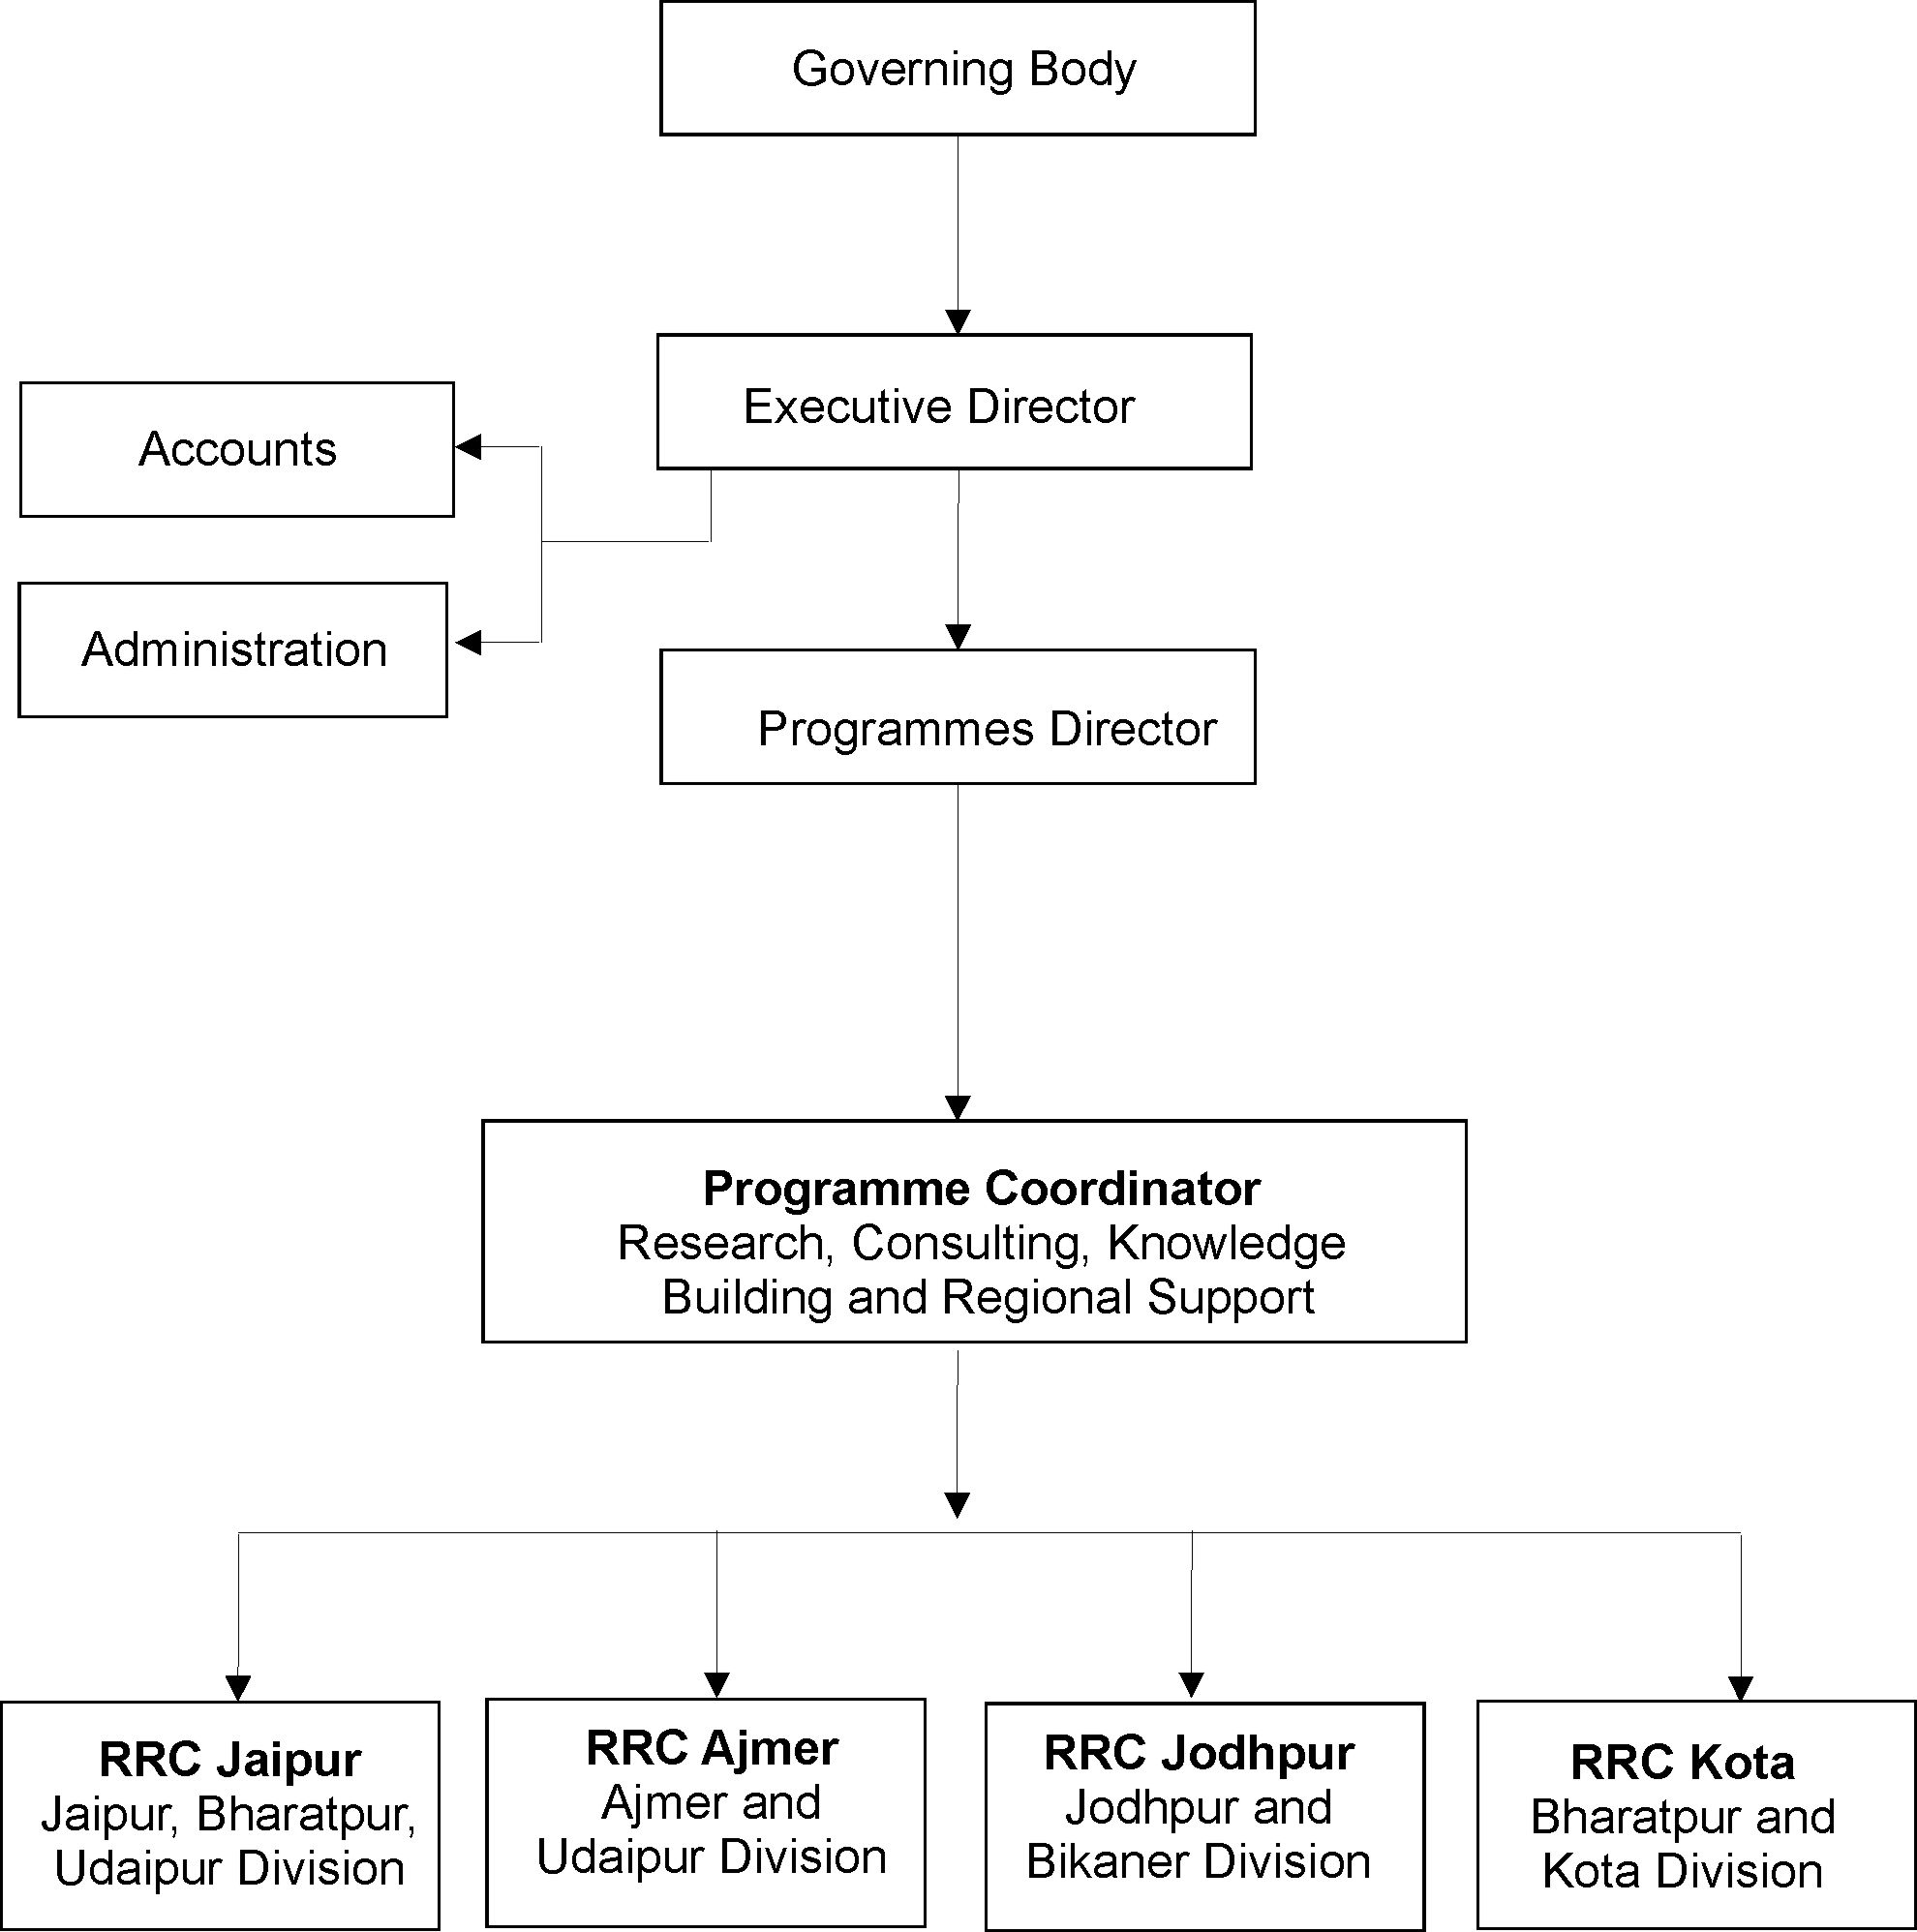 Governing Body
Executive Director
Accounts
Administration
Programmes Director
Programme Coordinator
Research, Consulting, Knowledge
Building and Regional Support
RRC Jaipur
Jaipur, Bharatpur,
Udaipur Division
RRC Ajmer
Ajmer and
Udaipur Division
RRC Jodhpur
Jodhpur and
Bikaner Division
RRC Kota
Bharatpur and
Kota Division